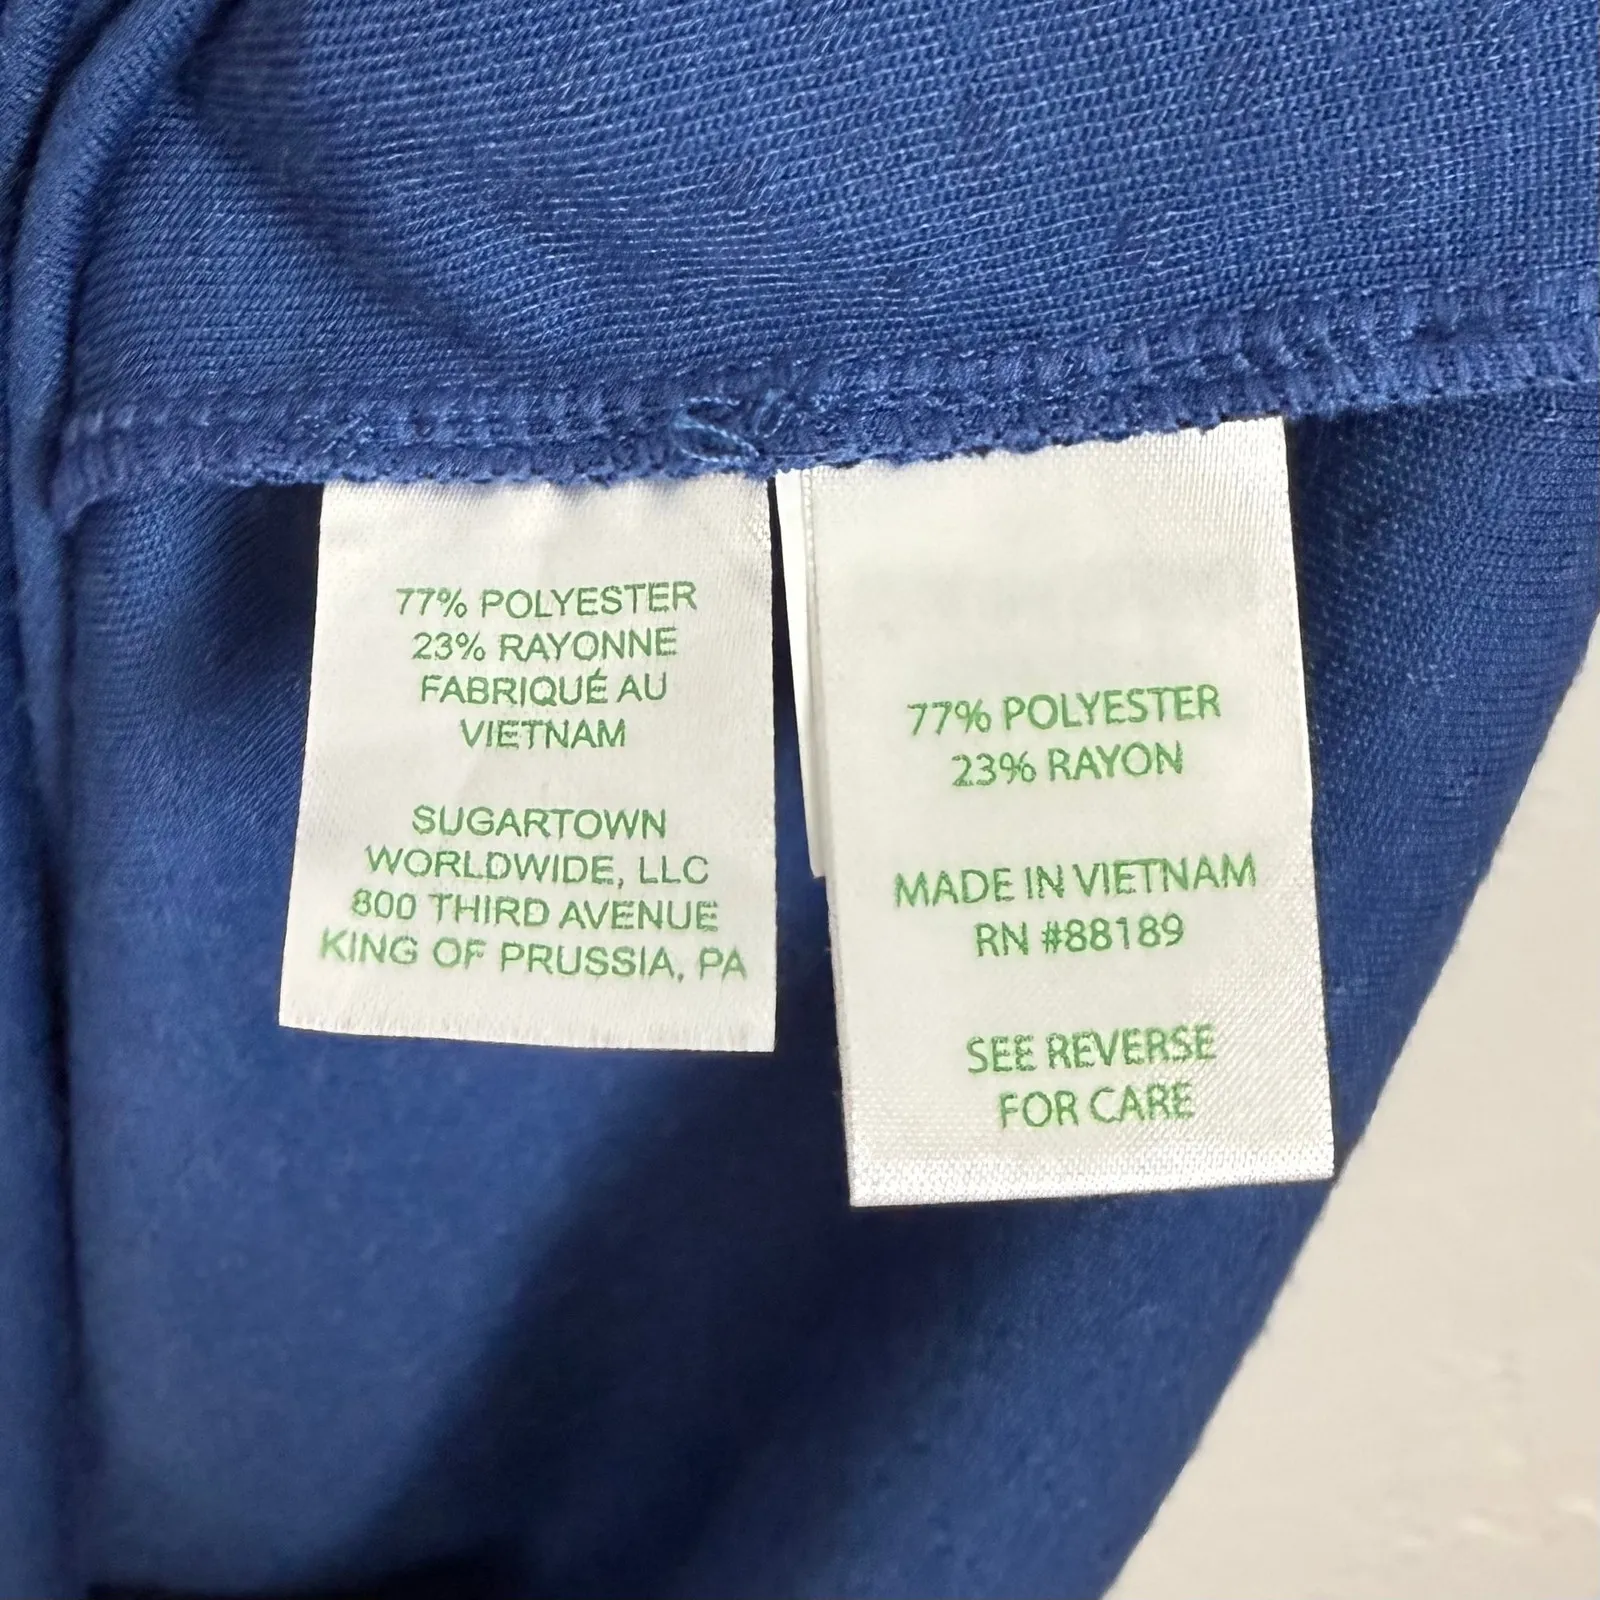 77% POLYESTER
23% RAYONNE
FABRIQUÉ AU
VIETNAM
SUGARTOWN
WORLDWIDE, LLC
800 THIRD AVENUE
KING OF PRUSSIA, PA
77% POLYESTER
23% RAYON
MADE IN VIETNAM
RN #88189
SEE REVERSE
FOR CARE